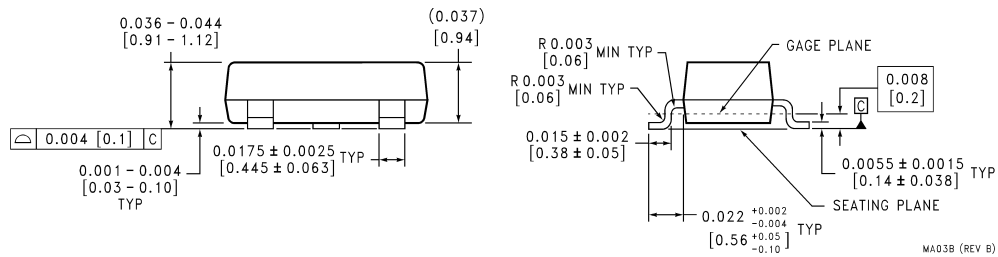 0.036 - 0.044
[0.91 - 1.12]
(0.037)
[0.94]
0.004 [0.1] C
0.001 - 0.004
[0.03 - 0.10]
TYP
0.0175 ± 0.0025 TYP
[0.445 ± 0.063]
R 0.003 MIN TYP
[0.06]
R 0.003 MIN TYP
[0.06]
GAGE PLANE
0.008
[0.2]
C
0.015 ± 0.002
[0.38 ± 0.05]
0.0055 ± 0.0015 TYP
[0.14 ± 0.038]
SEATING PLANE
0.022 +0.002 -0.004 TYP
[0.56 +0.05 -0.10]
MA03B (REV B)